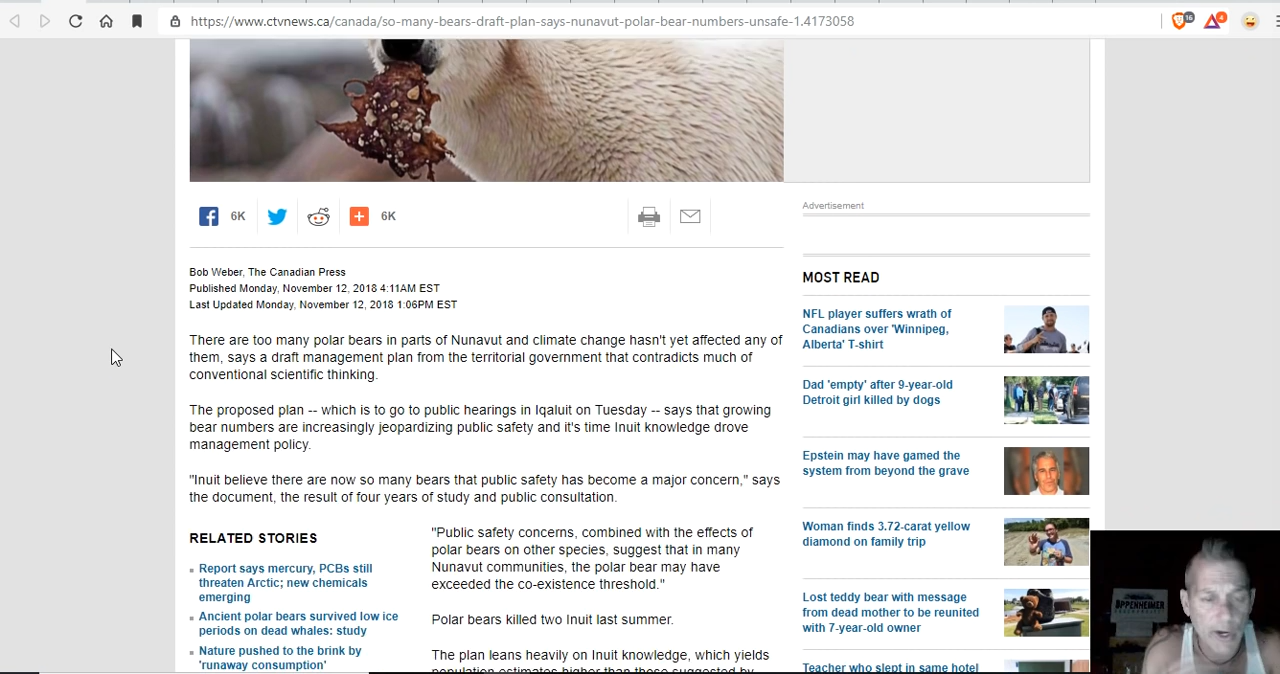 https://www.ctvnews.ca/canada/so-many-bears-draft-plan-says-nunavut-polar-bear-numbers-unsafe-1.4173058
16
4
6K
6K
Bob Weber, The Canadian Press
Published Monday, November 12, 2018 4:11AM EST
Last Updated Monday, November 12, 2018 1:06PM EST
There are too many polar bears in parts of Nunavut and climate change hasn't yet affected any of
them, says a draft management plan from the territorial government that contradicts much of
conventional scientific thinking.
The proposed plan -- which is to go to public hearings in Iqaluit on Tuesday -- says that growing
bear numbers are increasingly jeopardizing public safety and it's time Inuit knowledge drove
management policy.
"Inuit believe there are now so many bears that public safety has become a major concern," says
the document, the result of four years of study and public consultation.
RELATED STORIES
Report says mercury, PCBs still
threaten Arctic; new chemicals
emerging
Ancient polar bears survived low ice
periods on dead whales: study
Nature pushed to the brink by
'runaway consumption'
"Public safety concerns, combined with the effects of
polar bears on other species, suggest that in many
Nunavut communities, the polar bear may have
exceeded the co-existence threshold."
Polar bears killed two Inuit last summer.
The plan leans heavily on Inuit knowledge, which yields
population estimates higher than those suggested by
Advertisement
MOST READ
NFL player suffers wrath of
Canadians over 'Winnipeg,
Alberta' T-shirt
Dad 'empty' after 9-year-old
Detroit girl killed by dogs
Epstein may have gamed the
system from beyond the grave
Woman finds 3.72-carat yellow
diamond on family trip
Lost teddy bear with message
from dead mother to be reunited
with 7-year-old owner
Teacher who slept in same hotel
OPPENHEIMER